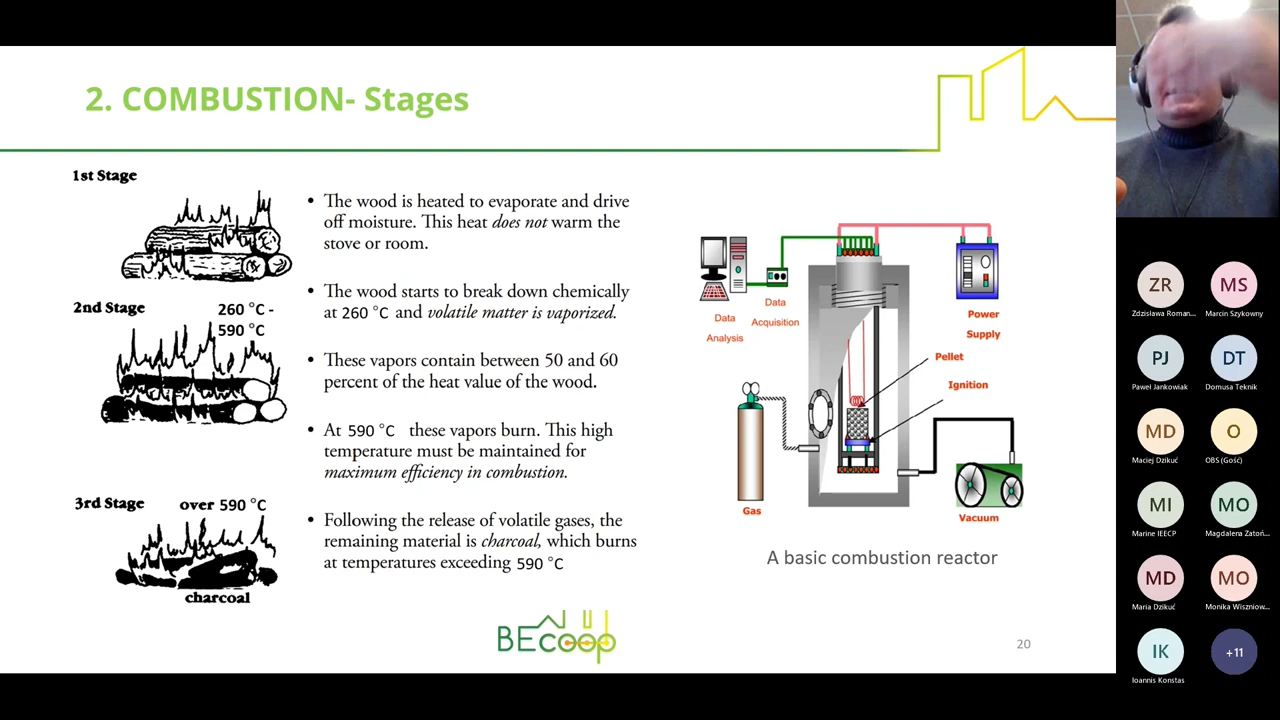 2. COMBUSTION- Stages
1st Stage
2nd Stage
260 °C -
590 °C
3rd Stage
over 590 °C
charcoal
• The wood is heated to evaporate and drive
off moisture. This heat does not warm the
stove or room.
• The wood starts to break down chemically
at 260 °C and volatile matter is vaporized.
• These vapors contain between 50 and 60
percent of the heat value of the wood.
• At 590 °C these vapors burn. This high
temperature must be maintained for
maximum efficiency in combustion.
• Following the release of volatile gases, the
remaining material is charcoal, which burns
at temperatures exceeding 590 °C
Data
Analysis
Data
Acquisition
Power
Supply
Pellet
Ignition
Gas
Vacuum
A basic combustion reactor
BECoop
20
ZR
MS
Zdzisława Roman...
Marcin Szykowny
PJ
DT
Paweł Jankowiak
Domusa Teknik
MD
O
Maciej Dzikuć
OBS (Gość)
MI
MO
Marine IEECP
Magdalena Zatoń...
MD
MO
Maria Dzikuć
Monika Wiszniow...
IK
+11
Ioannis Konstas